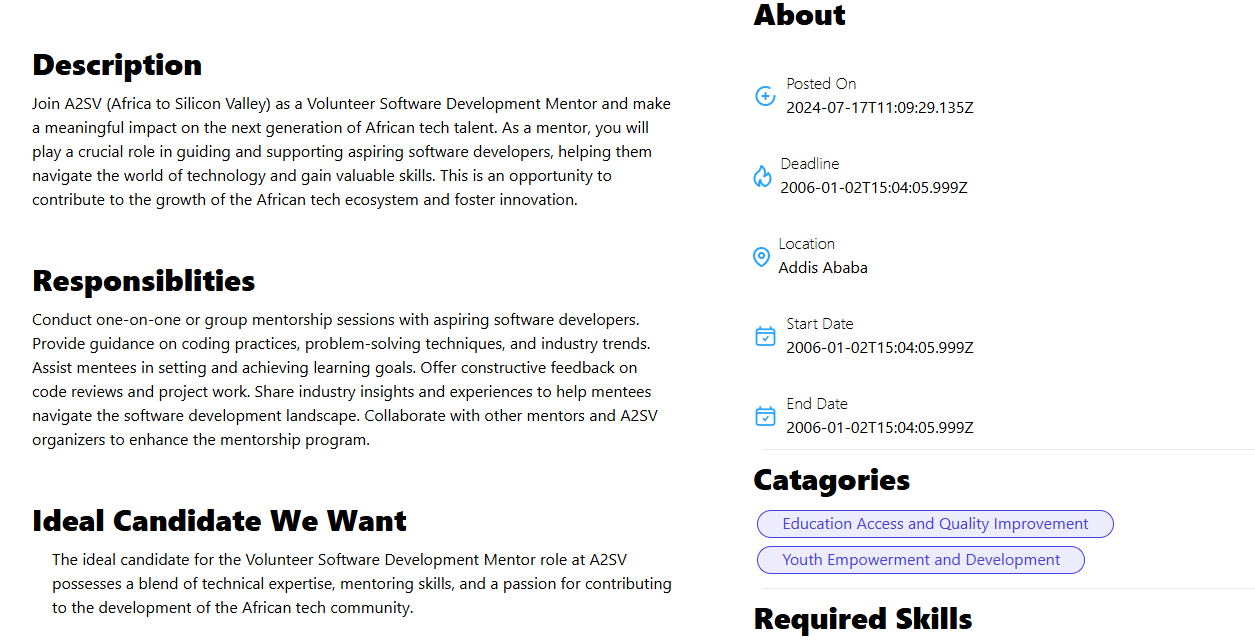 Description
Join A2SV (Africa to Silicon Valley) as a Volunteer Software Development Mentor and make
a meaningful impact on the next generation of African tech talent. As a mentor, you will
play a crucial role in guiding and supporting aspiring software developers, helping them
navigate the world of technology and gain valuable skills. This is an opportunity to
contribute to the growth of the African tech ecosystem and foster innovation.
Responsiblities
Conduct one-on-one or group mentorship sessions with aspiring software developers.
Provide guidance on coding practices, problem-solving techniques, and industry trends.
Assist mentees in setting and achieving learning goals. Offer constructive feedback on
code reviews and project work. Share industry insights and experiences to help mentees
navigate the software development landscape. Collaborate with other mentors and A2SV
organizers to enhance the mentorship program.
Ideal Candidate We Want
The ideal candidate for the Volunteer Software Development Mentor role at A2SV
possesses a blend of technical expertise, mentoring skills, and a passion for contributing
to the development of the African tech community.
About
Posted On
2024-07-17T11:09:29.135Z
Deadline
2006-01-02T15:04:05.999Z
Location
Addis Ababa
Start Date
2006-01-02T15:04:05.999Z
End Date
2006-01-02T15:04:05.999Z
Catagories
Education Access and Quality Improvement
Youth Empowerment and Development
Required Skills